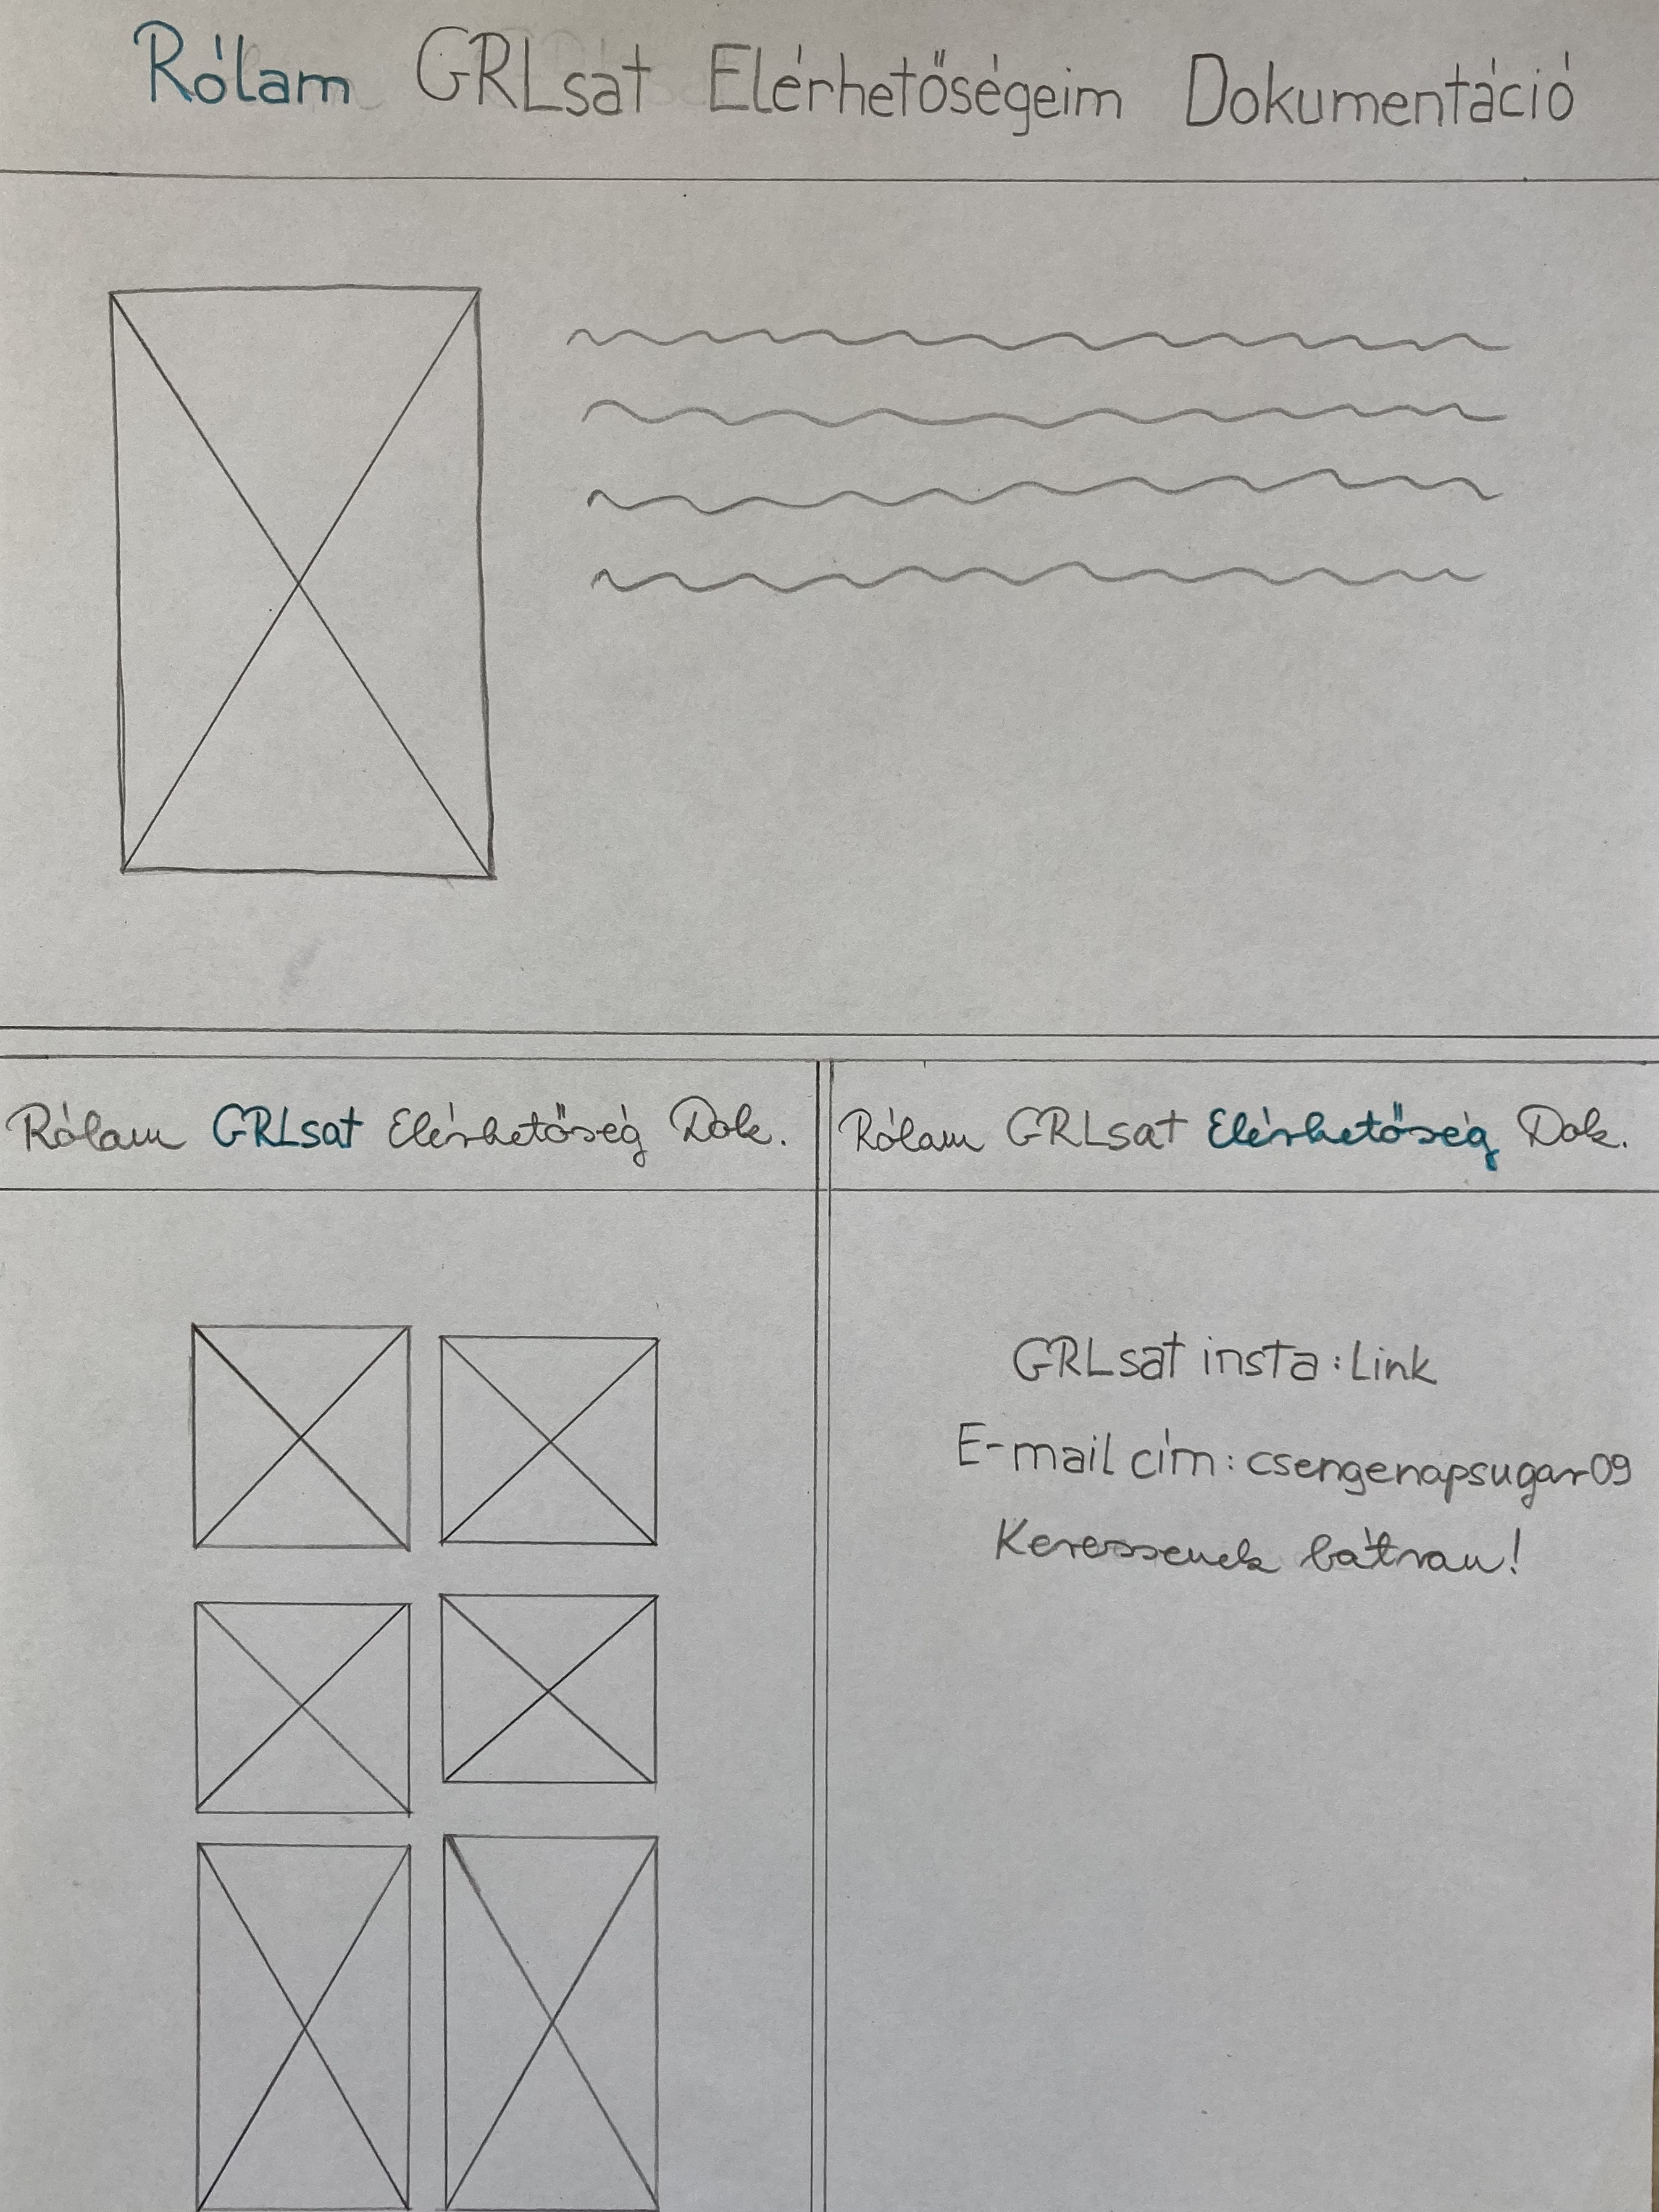 Rólam GRLsat Elérhetőségeim Dokumentáció
Rólam GRLsat Elérhetőség Dok.
Rólam GRLsat Elérhetőség Dok.
GRLsat insta: Link
E-mail cím: csengenapsugar09
Keressenek bátran!